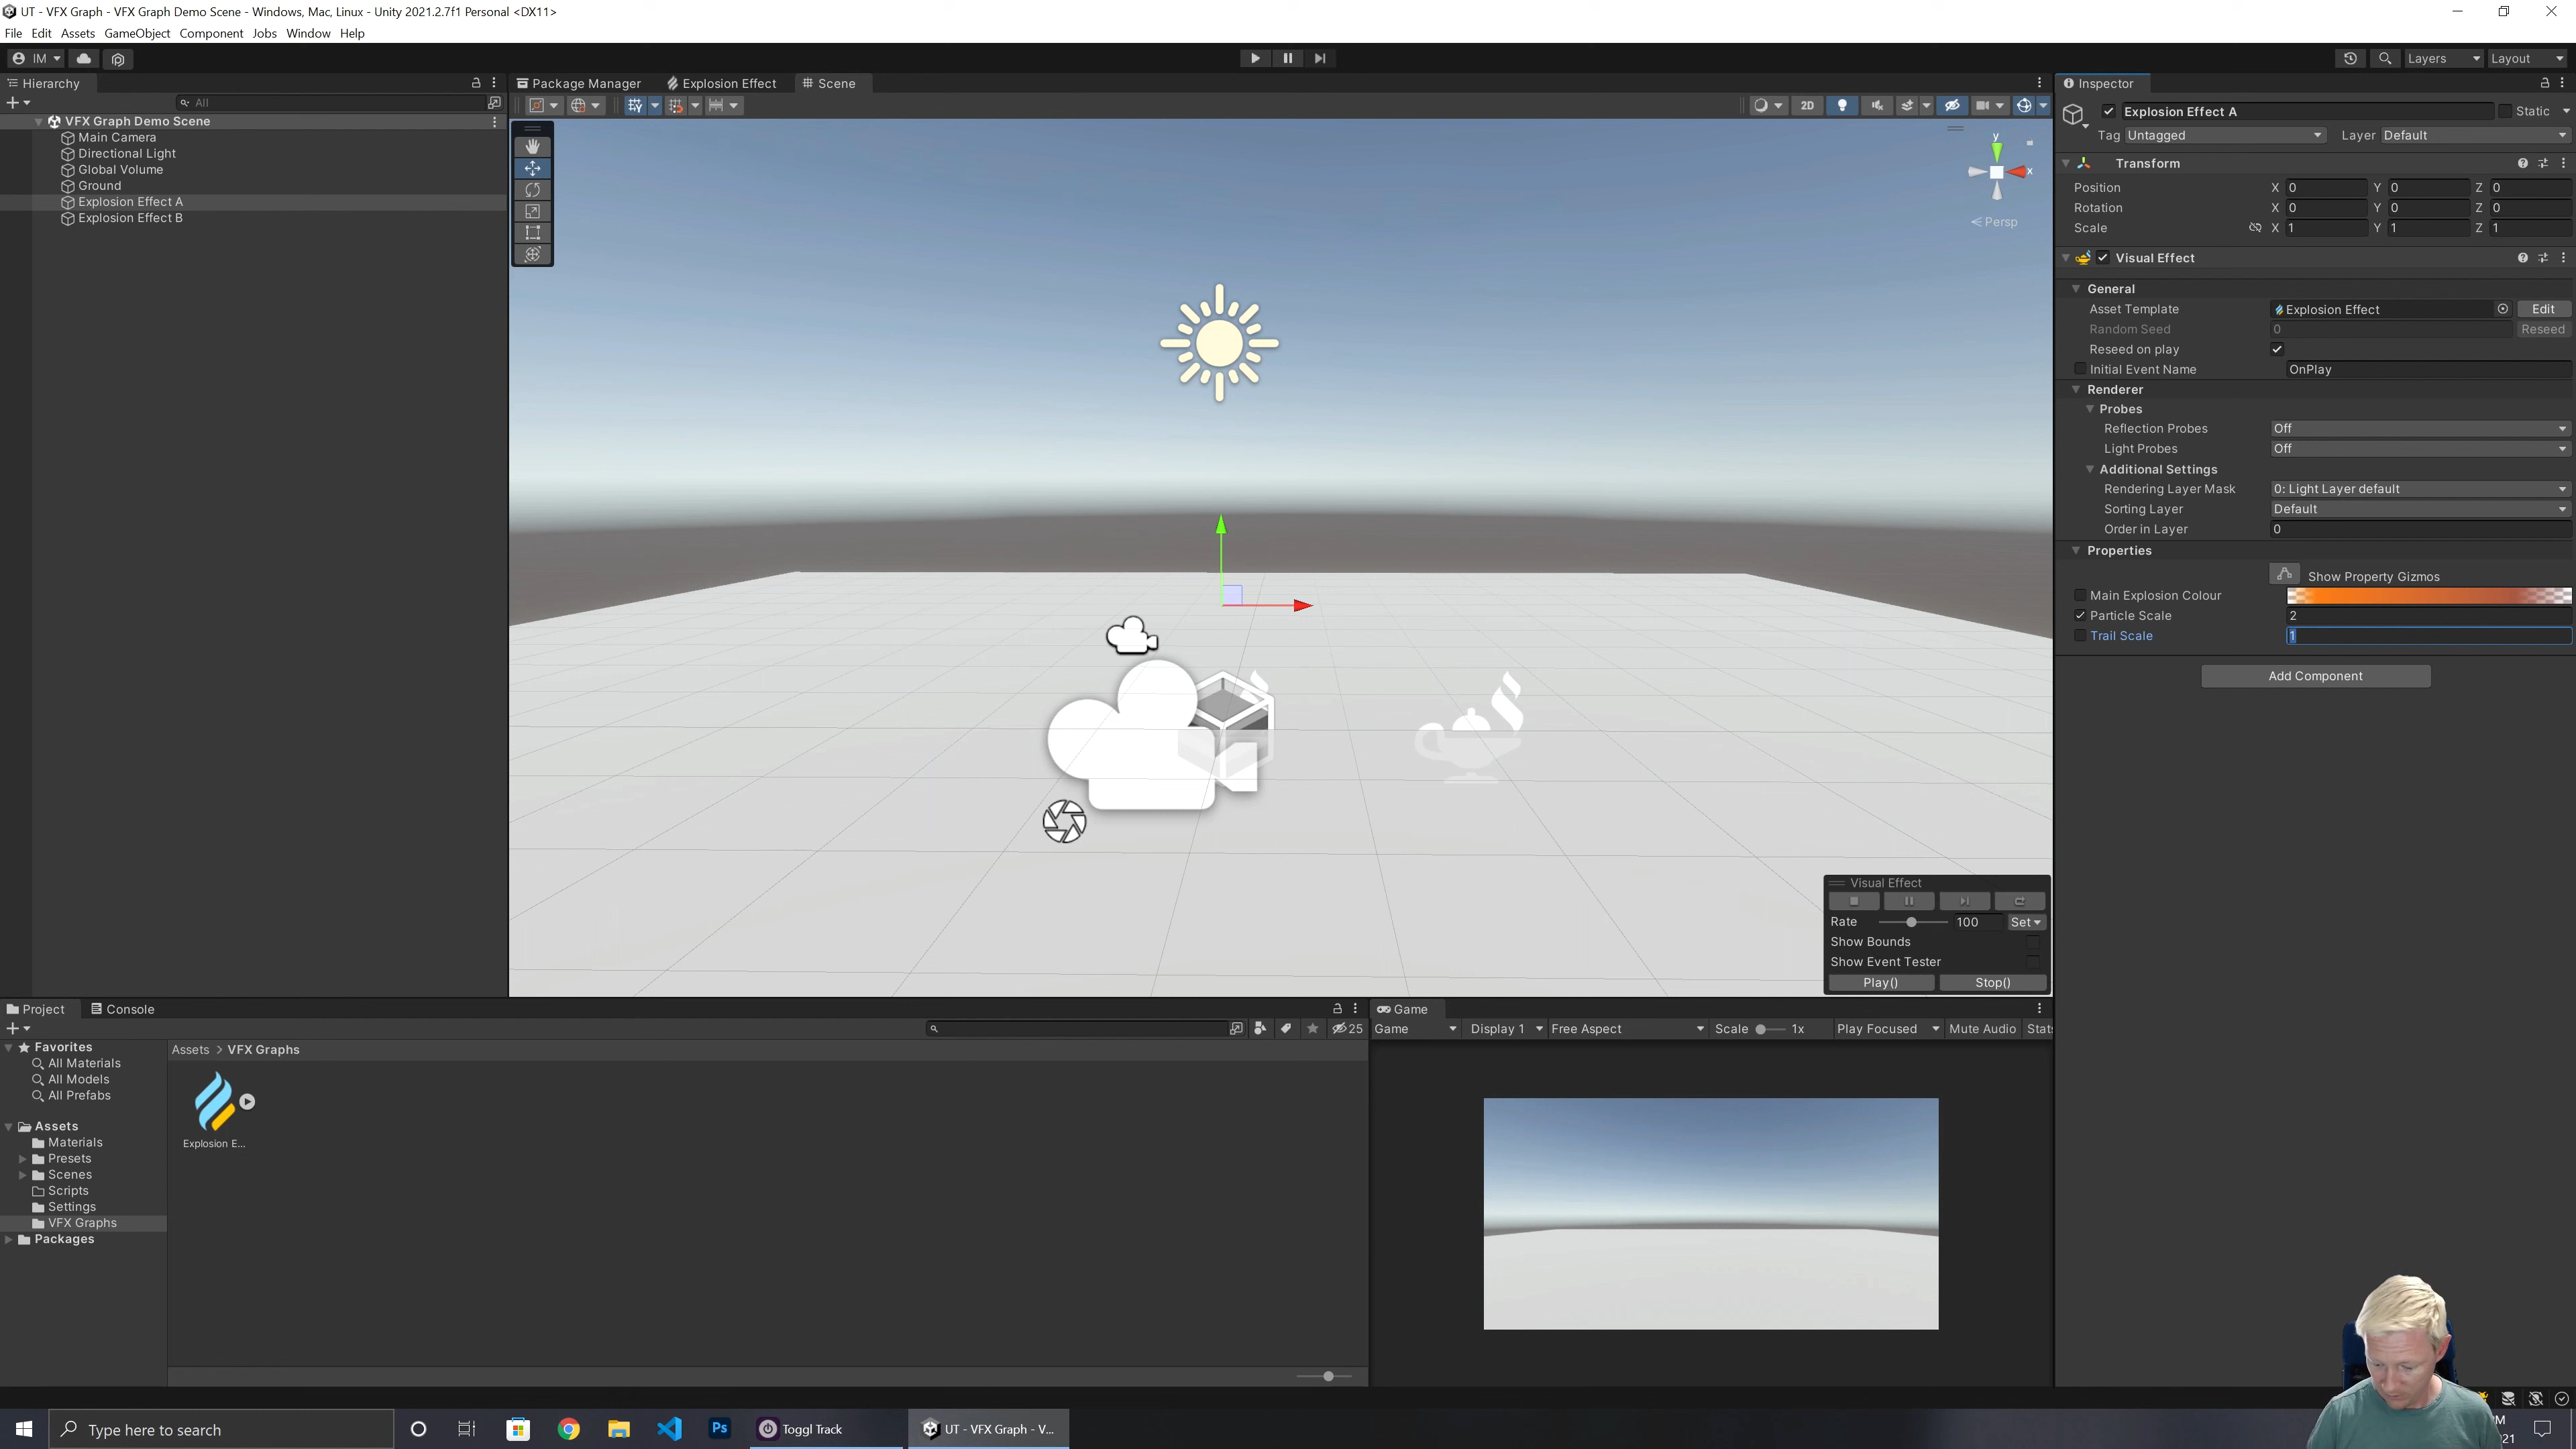 UT - VFX Graph - VFX Graph Demo Scene - Windows, Mac, Linux - Unity 2021.2.7f1 Personal <DX11>
File Edit Assets GameObject Component Jobs Window Help
IM
Layers Layout
Hierarchy
All
VFX Graph Demo Scene
Main Camera
Directional Light
Global Volume
Ground
Explosion Effect A
Explosion Effect B
Package Manager Explosion Effect Scene
2D
y
x
Persp
Visual Effect
Rate 100 Set
Show Bounds
Show Event Tester
Play() Stop()
Inspector
Explosion Effect A Static
Tag Untagged Layer Default
Transform
Position X 0 Y 0 Z 0
Rotation X 0 Y 0 Z 0
Scale X 1 Y 1 Z 1
Visual Effect
General
Asset Template Explosion Effect Edit
Random Seed 0 Reseed
Reseed on play
Initial Event Name OnPlay
Renderer
Probes
Reflection Probes Off
Light Probes Off
Additional Settings
Rendering Layer Mask 0: Light Layer default
Sorting Layer Default
Order in Layer 0
Properties
Show Property Gizmos
Main Explosion Colour
Particle Scale 2
Trail Scale 1
Add Component
Project Console
25
Favorites
All Materials
All Models
All Prefabs
Assets
Materials
Presets
Scenes
Scripts
Settings
VFX Graphs
Packages
Assets > VFX Graphs
Explosion E...
Game
Game Display 1 Free Aspect Scale 1x Play Focused Mute Audio Stats
Type here to search
Ps
Toggl Track
UT - VFX Graph - V...